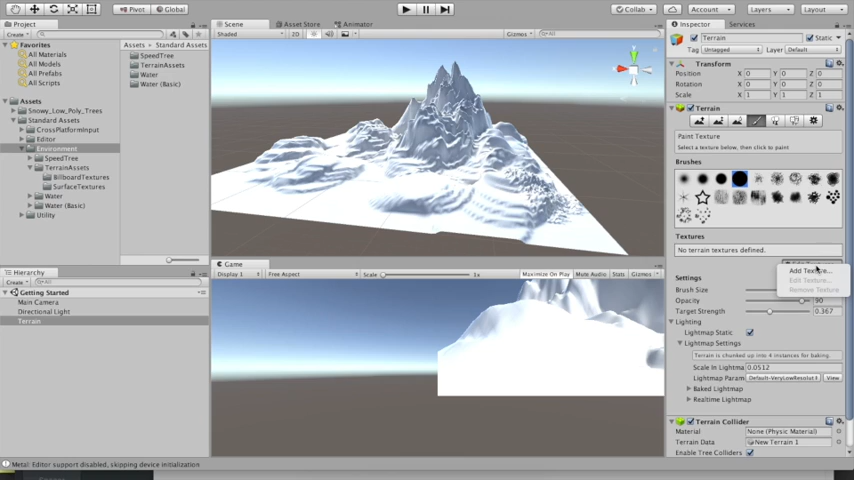 Pivot Global Collab Account Layers Layout
Project
Create
Favorites
All Materials
All Models
All Prefabs
All Scripts
Assets
Snowy_Low_Poly_Trees
Standard Assets
CrossPlatformInput
Editor
Environment
SpeedTree
TerrainAssets
BillboardTextures
SurfaceTextures
Water
Water (Basic)
Utility
Assets Standard Assets
SpeedTree
TerrainAssets
Water
Water (Basic)
Hierarchy
Create All
Getting Started
Main Camera
Directional Light
Terrain
Scene Asset Store Animator
Shaded 2D Gizmos All
Game
Display 1 Free Aspect Scale 1x Maximize On Play Mute Audio Stats Gizmos
Inspector Services
Terrain Static
Tag Untagged Layer Default
Transform
Position X 0 Y 0 Z 0
Rotation X 0 Y 0 Z 0
Scale X 1 Y 1 Z 1
Terrain
Paint Texture
Select a texture below, then click to paint
Brushes
Textures
No terrain textures defined.
Add Texture...
Edit Texture...
Remove Texture
Settings
Brush Size
Opacity 90
Target Strength 0.367
Lighting
Lightmap Static
Lightmap Settings
Terrain is chunked up into 4 instances for baking.
Scale In Lightma 0.0512
Lightmap Param Default-VeryLowResolut View
Baked Lightmap
Realtime Lightmap
Terrain Collider
Material None (Physic Material)
Terrain Data New Terrain 1
Enable Tree Colliders
Metal: Editor support disabled, skipping device initialization